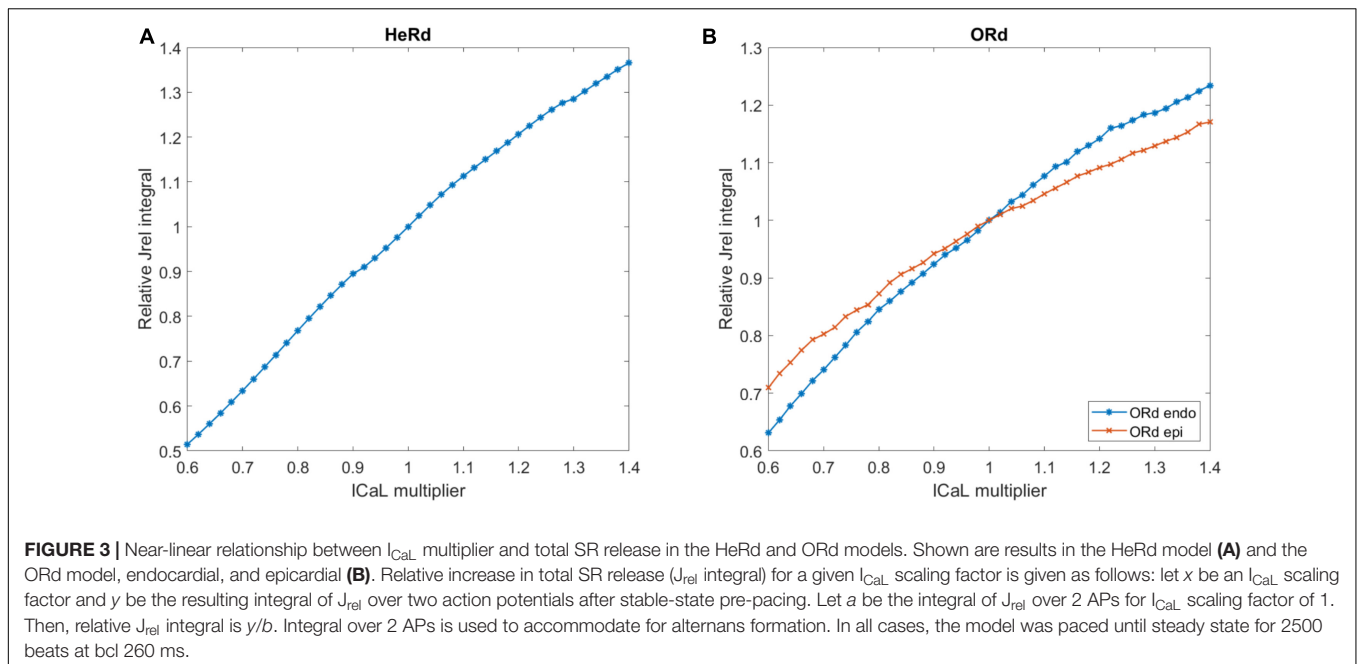 A
HeRd
1.4
1.3
1.2
1.1
1
0.9
0.8
0.7
0.6
0.5
Relative Jrel integral
0.6 0.7 0.8 0.9 1 1.1 1.2 1.3 1.4
ICaL multiplier
B
ORd
1.3
1.2
1.1
1
0.9
0.8
0.7
0.6
Relative Jrel integral
ORd endo
ORd epi
0.6 0.7 0.8 0.9 1 1.1 1.2 1.3 1.4
ICaL multiplier
FIGURE 3 | Near-linear relationship between ICaL multiplier and total SR release in the HeRd and ORd models. Shown are results in the HeRd model (A) and the
ORd model, endocardial, and epicardial (B). Relative increase in total SR release (Jrel integral) for a given ICaL scaling factor is given as follows: let x be an ICaL scaling
factor and y be the resulting integral of Jrel over two action potentials after stable-state pre-pacing. Let a be the integral of Jrel over 2 APs for ICaL scaling factor of 1.
Then, relative Jrel integral is y/b. Integral over 2 APs is used to accommodate for alternans formation. In all cases, the model was paced until steady state for 2500
beats at bcl 260 ms.